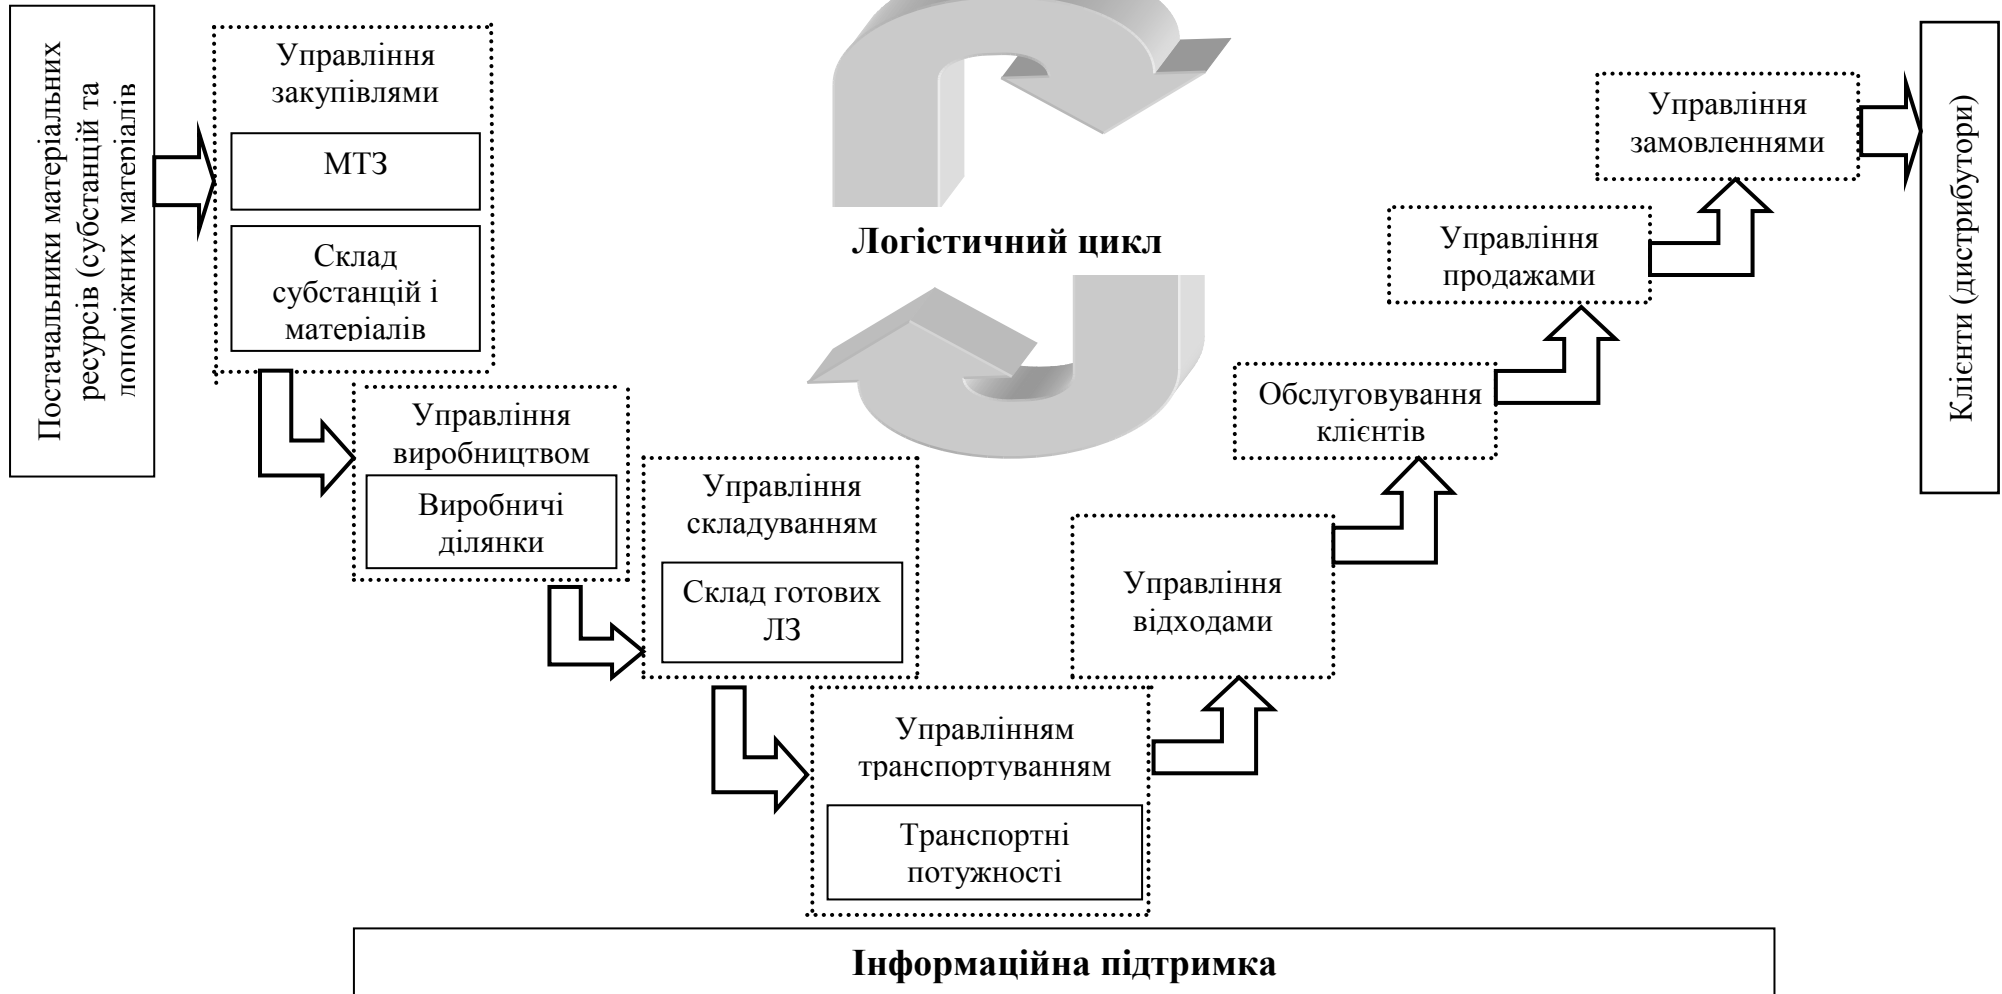 Постачальники матеріальних
ресурсів (субстанцій та
допоміжних матеріалів
Управління
закупівлями
МТЗ
Склад
субстанцій і
матеріалів
Управління
виробництвом
Виробничі
ділянки
Управління
складуванням
Склад готових
ЛЗ
Управлінням
транспортуванням
Транспортні
потужності
Логістичний цикл
Управління
відходами
Обслуговування
клієнтів
Управління
продажами
Управління
замовленнями
Клієнти (дистрибутори)
Інформаційна підтримка